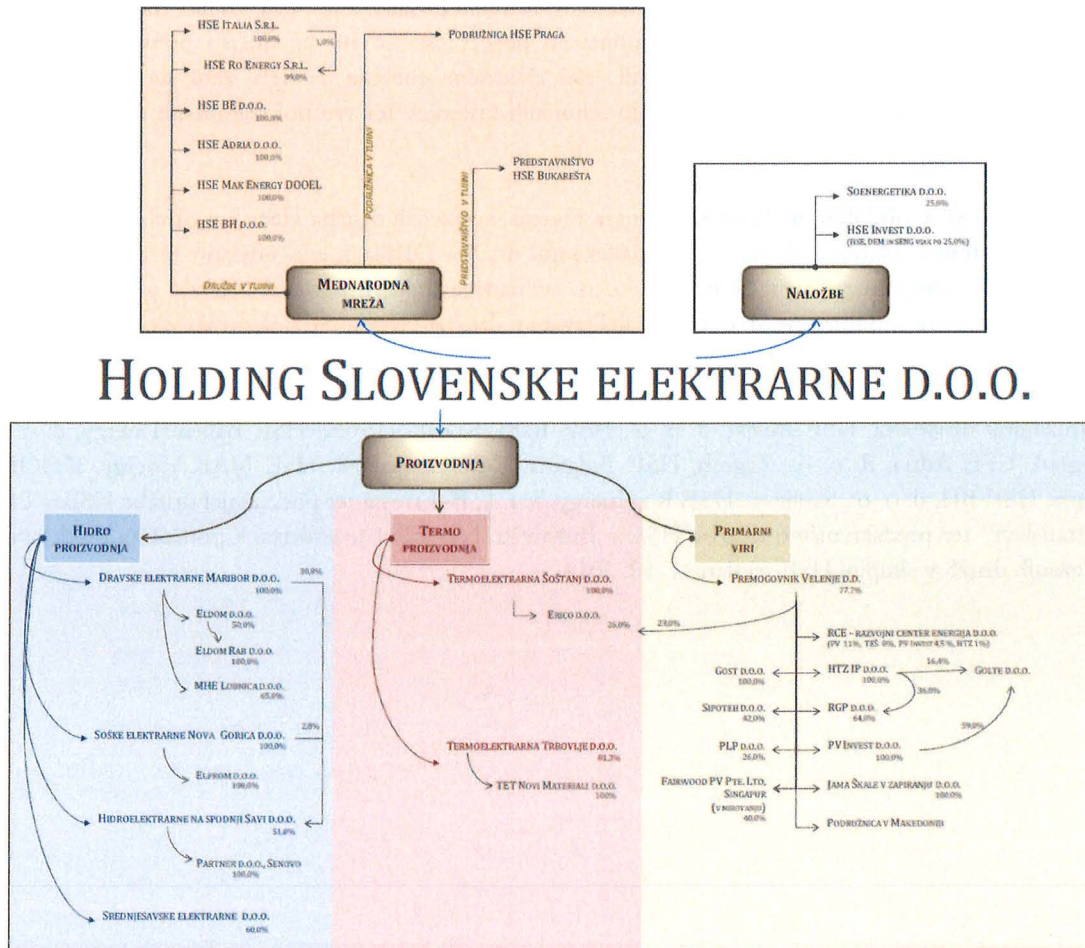 HSE ITALIA S.R.L.
100,0%
1,0%
HSE RO ENERGY S.R.L.
99,0%
HSE BE D.O.O.
100,0%
HSE ADRIA D.O.O.
100,0%
HSE MAK ENERGY DOOEL
100,0%
HSE BH D.O.O.
100,0%
DRUŽBE V TUJINI
PODRUŽNICA HSE PRAGA
PODRUŽNICA V TUJINI
PREDSTAVNIŠTVO
HSE BUKAREŠTA
PREDSTAVNIŠTVO V TUJINI
MEDNARODNA
MREŽA
SOENERGETIKA D.O.O.
25,0%
HSE INVEST D.O.O.
(HSE, DEM IN SENG VSAK PO 25,0%)
NALOŽBE
HOLDING SLOVENSKE ELEKTRARNE D.O.O.
PROIZVODNJA
HIDRO
PROIZVODNJA
DRAVSKE ELEKTRARNE MARIBOR D.O.O.
100,0%
ELDOM D.O.O.
50,0%
ELDOM RAB D.O.O.
100,0%
MHE LOBNICA D.O.O.
65,0%
SOŠKE ELEKTRARNE NOVA GORICA D.O.O.
100,0%
2,8%
ELPROM D.O.O.
100,0%
HIDROELEKTRARNE NA SPODNJI SAVI D.O.O.
51,0%
PARTNER D.O.O., SENOVO
100,0%
SREDNJESAVSKE ELEKTRARNE D.O.O.
60,0%
TERMO
PROIZVODNJA
TERMOELEKTRARNA ŠOŠTANJ D.O.O.
100,0%
ERICO D.O.O.
26,0%
23,0%
TERMOELEKTRARNA TRBOVLJE D.O.O.
81,3%
TET NOVI MATERIALI D.O.O.
100%
PRIMARNI
VIRI
PREMOGOVNIK VELENJE D.D.
77,7%
RCE - RAZVOJNI CENTER ENERGIJA D.O.O.
GOST D.O.O.
100,0%
HTZ IP D.O.O.
100,0%
16,4%
GOLTE D.O.O.
36,0%
SIPOTEH D.O.O.
42,0%
RGP D.O.O.
64,0%
59,0%
PLP D.O.O.
26,0%
PV INVEST D.O.O.
100,0%
FAIRWOOD PV PTE. LTD,
SINGAPUR
(V MIROVANJU)
40,0%
JAMA ŠKALE V ZAPIRANJU D.O.O.
100,0%
PODRUŽNICA V MAKEDONIJI